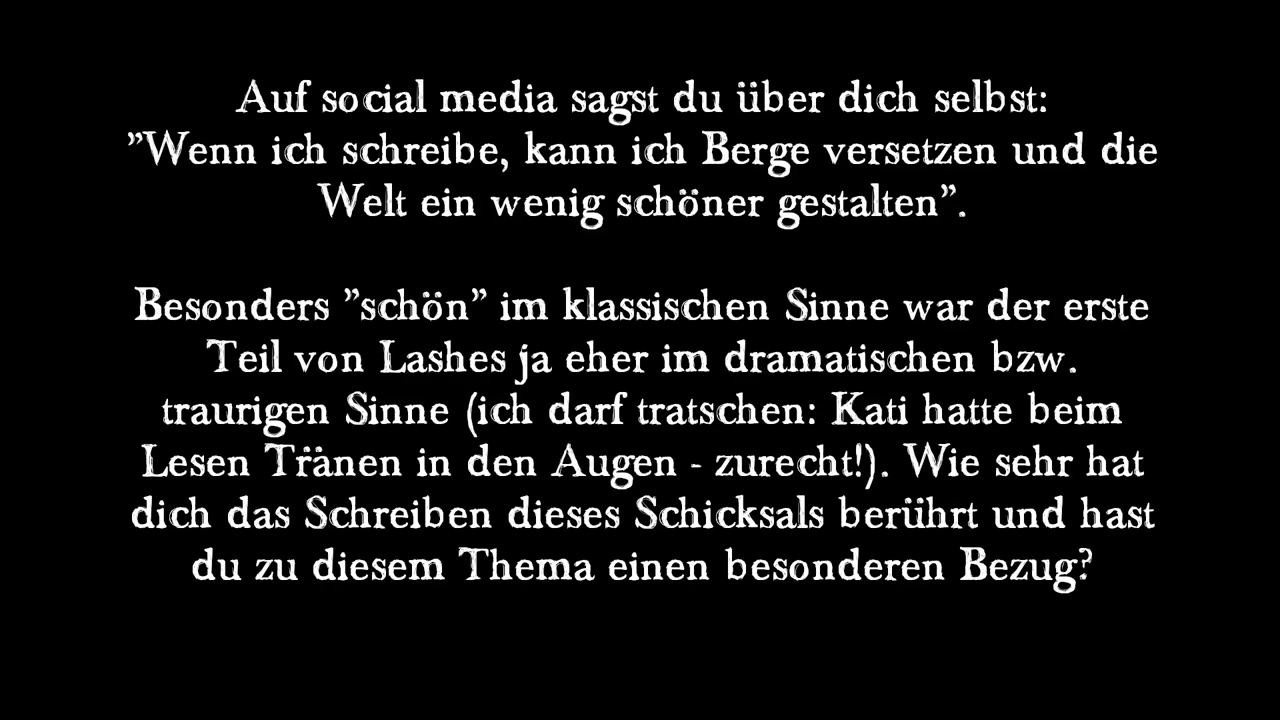 Auf social media sagst du über dich selbst:
”Wenn ich schreibe, kann ich Berge versetzen und die
Welt ein wenig schöner gestalten”.
Besonders ”schön” im klassischen Sinne war der erste
Teil von Lashes ja eher im dramatischen bzw.
traurigen Sinne (ich darf tratschen: Kati hatte beim
Lesen Tränen in den Augen - zurecht!). Wie sehr hat
dich das Schreiben dieses Schicksals berührt und hast
du zu diesem Thema einen besonderen Bezug?